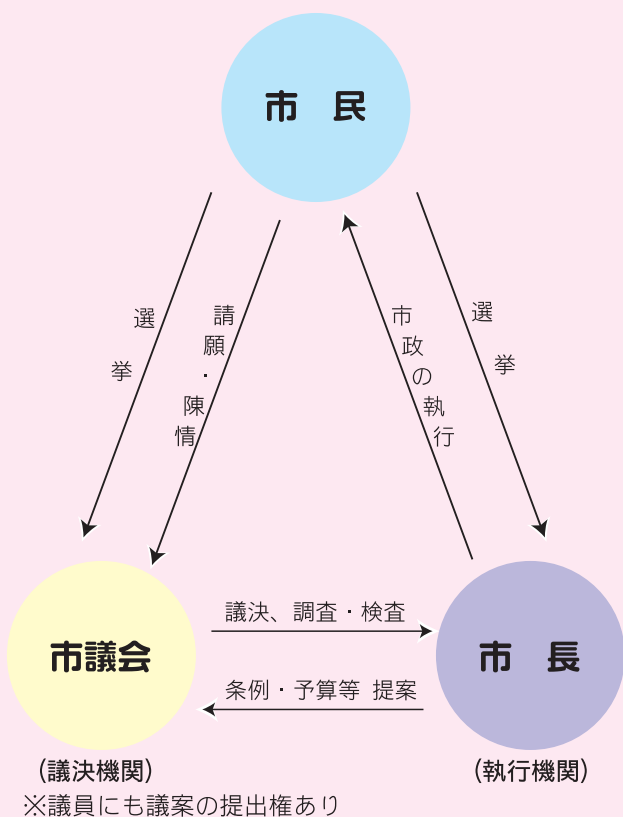 市　民
選挙
請願・陳情
市政の執行
選挙
議決、調査・検査
市議会
市　長
条例・予算等 提案
(議決機関)
(執行機関)
※議員にも議案の提出権あり